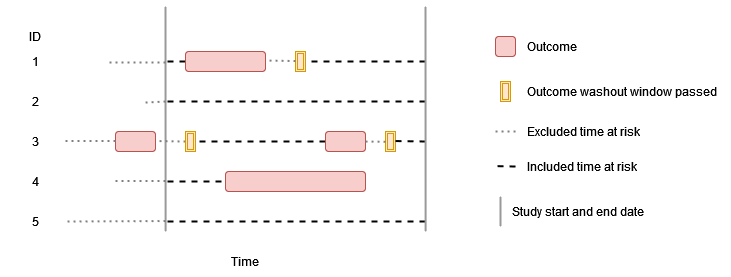 ID
1
2
3
4
5
Time
Outcome
Outcome washout window passed
Excluded time at risk
Included time at risk
Study start and end date